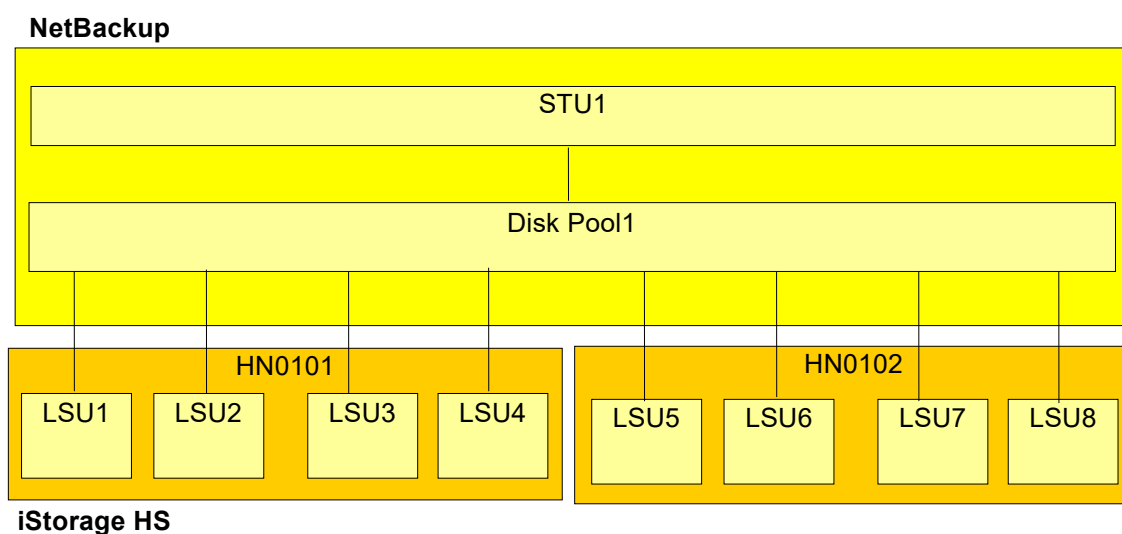 NetBackup
STU1
Disk Pool1
HN0101
HN0102
LSU1 LSU2 LSU3 LSU4 LSU5 LSU6 LSU7 LSU8
iStorage HS